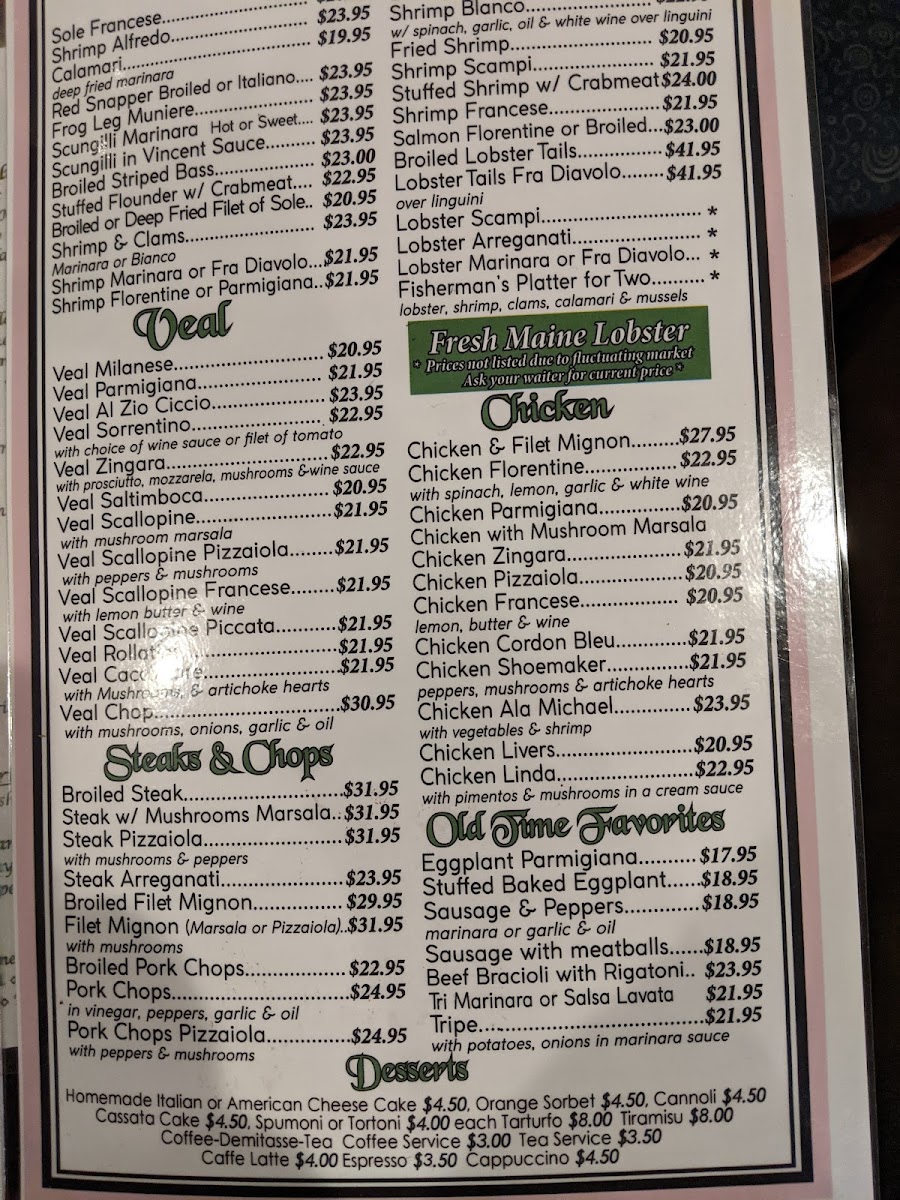 Sole Francese
Shrimp Alfredo $23.95
Calamari $19.95
deep fried marinara
Red Snapper Broiled or Italiano.... $23.95
Frog Leg Muniere $23.95
Scungilli Marinara Hot or Sweet.... $23.95
Scungilli in Vincent Sauce $23.95
Broiled Striped Bass $23.00
Stuffed Flounder w/ Crabmeat.... $22.95
Broiled or Deep Fried Filet of Sole.. $20.95
Shrimp & Clams $23.95
Marinara or Bianco
Shrimp Marinara or Fra Diavolo...$21.95
Shrimp Florentine or Parmigiana..$21.95
Veal
Veal Milanese $20.95
Veal Parmigiana $21.95
Veal Al Zio Ciccio $23.95
Veal Sorrentino $22.95
with choice of wine sauce or filet of tomato
Veal Zingara $22.95
with prosciutto, mozzarela, mushrooms &wine sauce
Veal Saltimboca $20.95
Veal Scallopine $21.95
with mushroom marsala
Veal Scallopine Pizzaiola $21.95
with peppers & mushrooms
Veal Scallopine Francese $21.95
with lemon butter & wine
Veal Scallopine Piccata $21.95
Veal $21.95
Veal $21.95
with Mushrooms, & artichoke hearts
Veal Chop $30.95
with mushrooms, onions, garlic & oil
Steaks & Chops
Broiled Steak $31.95
Steak w/ Mushrooms Marsala..$31.95
Steak Pizzaiola $31.95
with mushrooms & peppers
Steak Arreganati $23.95
Broiled Filet Mignon $29.95
Filet Mignon (Marsala or Pizzaiola)..$31.95
with mushrooms
Broiled Pork Chops $22.95
Pork Chops $24.95
in vinegar, peppers, garlic & oil
Pork Chops Pizzaiola $24.95
with peppers & mushrooms
Shrimp Blanco
w/ spinach, garlic, oil & white wine over linguini
Fried Shrimp $20.95
Shrimp Scampi $21.95
Stuffed Shrimp w/ Crabmeat$24.00
Shrimp Francese $21.95
Salmon Florentine or Broiled...$23.00
Broiled Lobster Tails $41.95
Lobster Tails Fra Diavolo $41.95
over linguini
Lobster Scampi *
Lobster Arreganati *
Lobster Marinara or Fra Diavolo... *
Fisherman's Platter for Two *
lobster, shrimp, clams, calamari & mussels
Fresh Maine Lobster
* Prices not listed due to fluctuating market
Ask your waiter for current price *
Chicken
Chicken & Filet Mignon $27.95
Chicken Florentine $22.95
with spinach, lemon, garlic & white wine
Chicken Parmigiana $20.95
Chicken with Mushroom Marsala
Chicken Zingara $21.95
Chicken Pizzaiola $20.95
Chicken Francese $20.95
lemon, butter & wine
Chicken Cordon Bleu $21.95
Chicken Shoemaker $21.95
peppers, mushrooms & artichoke hearts
Chicken Ala Michael $23.95
with vegetables & shrimp
Chicken Livers $20.95
Chicken Linda $22.95
with pimentos & mushrooms in a cream sauce
Old Time Favorites
Eggplant Parmigiana $17.95
Stuffed Baked Eggplant $18.95
Sausage & Peppers $18.95
marinara or garlic & oil
Sausage with meatballs $18.95
Beef Bracioli with Rigatoni.. $23.95
Tri Marinara or Salsa Lavata $21.95
Tripe $21.95
with potatoes, onions in marinara sauce
Desserts
Homemade Italian or American Cheese Cake $4.50, Orange Sorbet $4.50, Cannoli $4.50
Cassata Cake $4.50, Spumoni or Tortoni $4.00 each Tarturfo $8.00 Tiramisu $8.00
Coffee-Demitasse-Tea Coffee Service $3.00 Tea Service $3.50
Caffe Latte $4.00 Espresso $3.50 Cappuccino $4.50